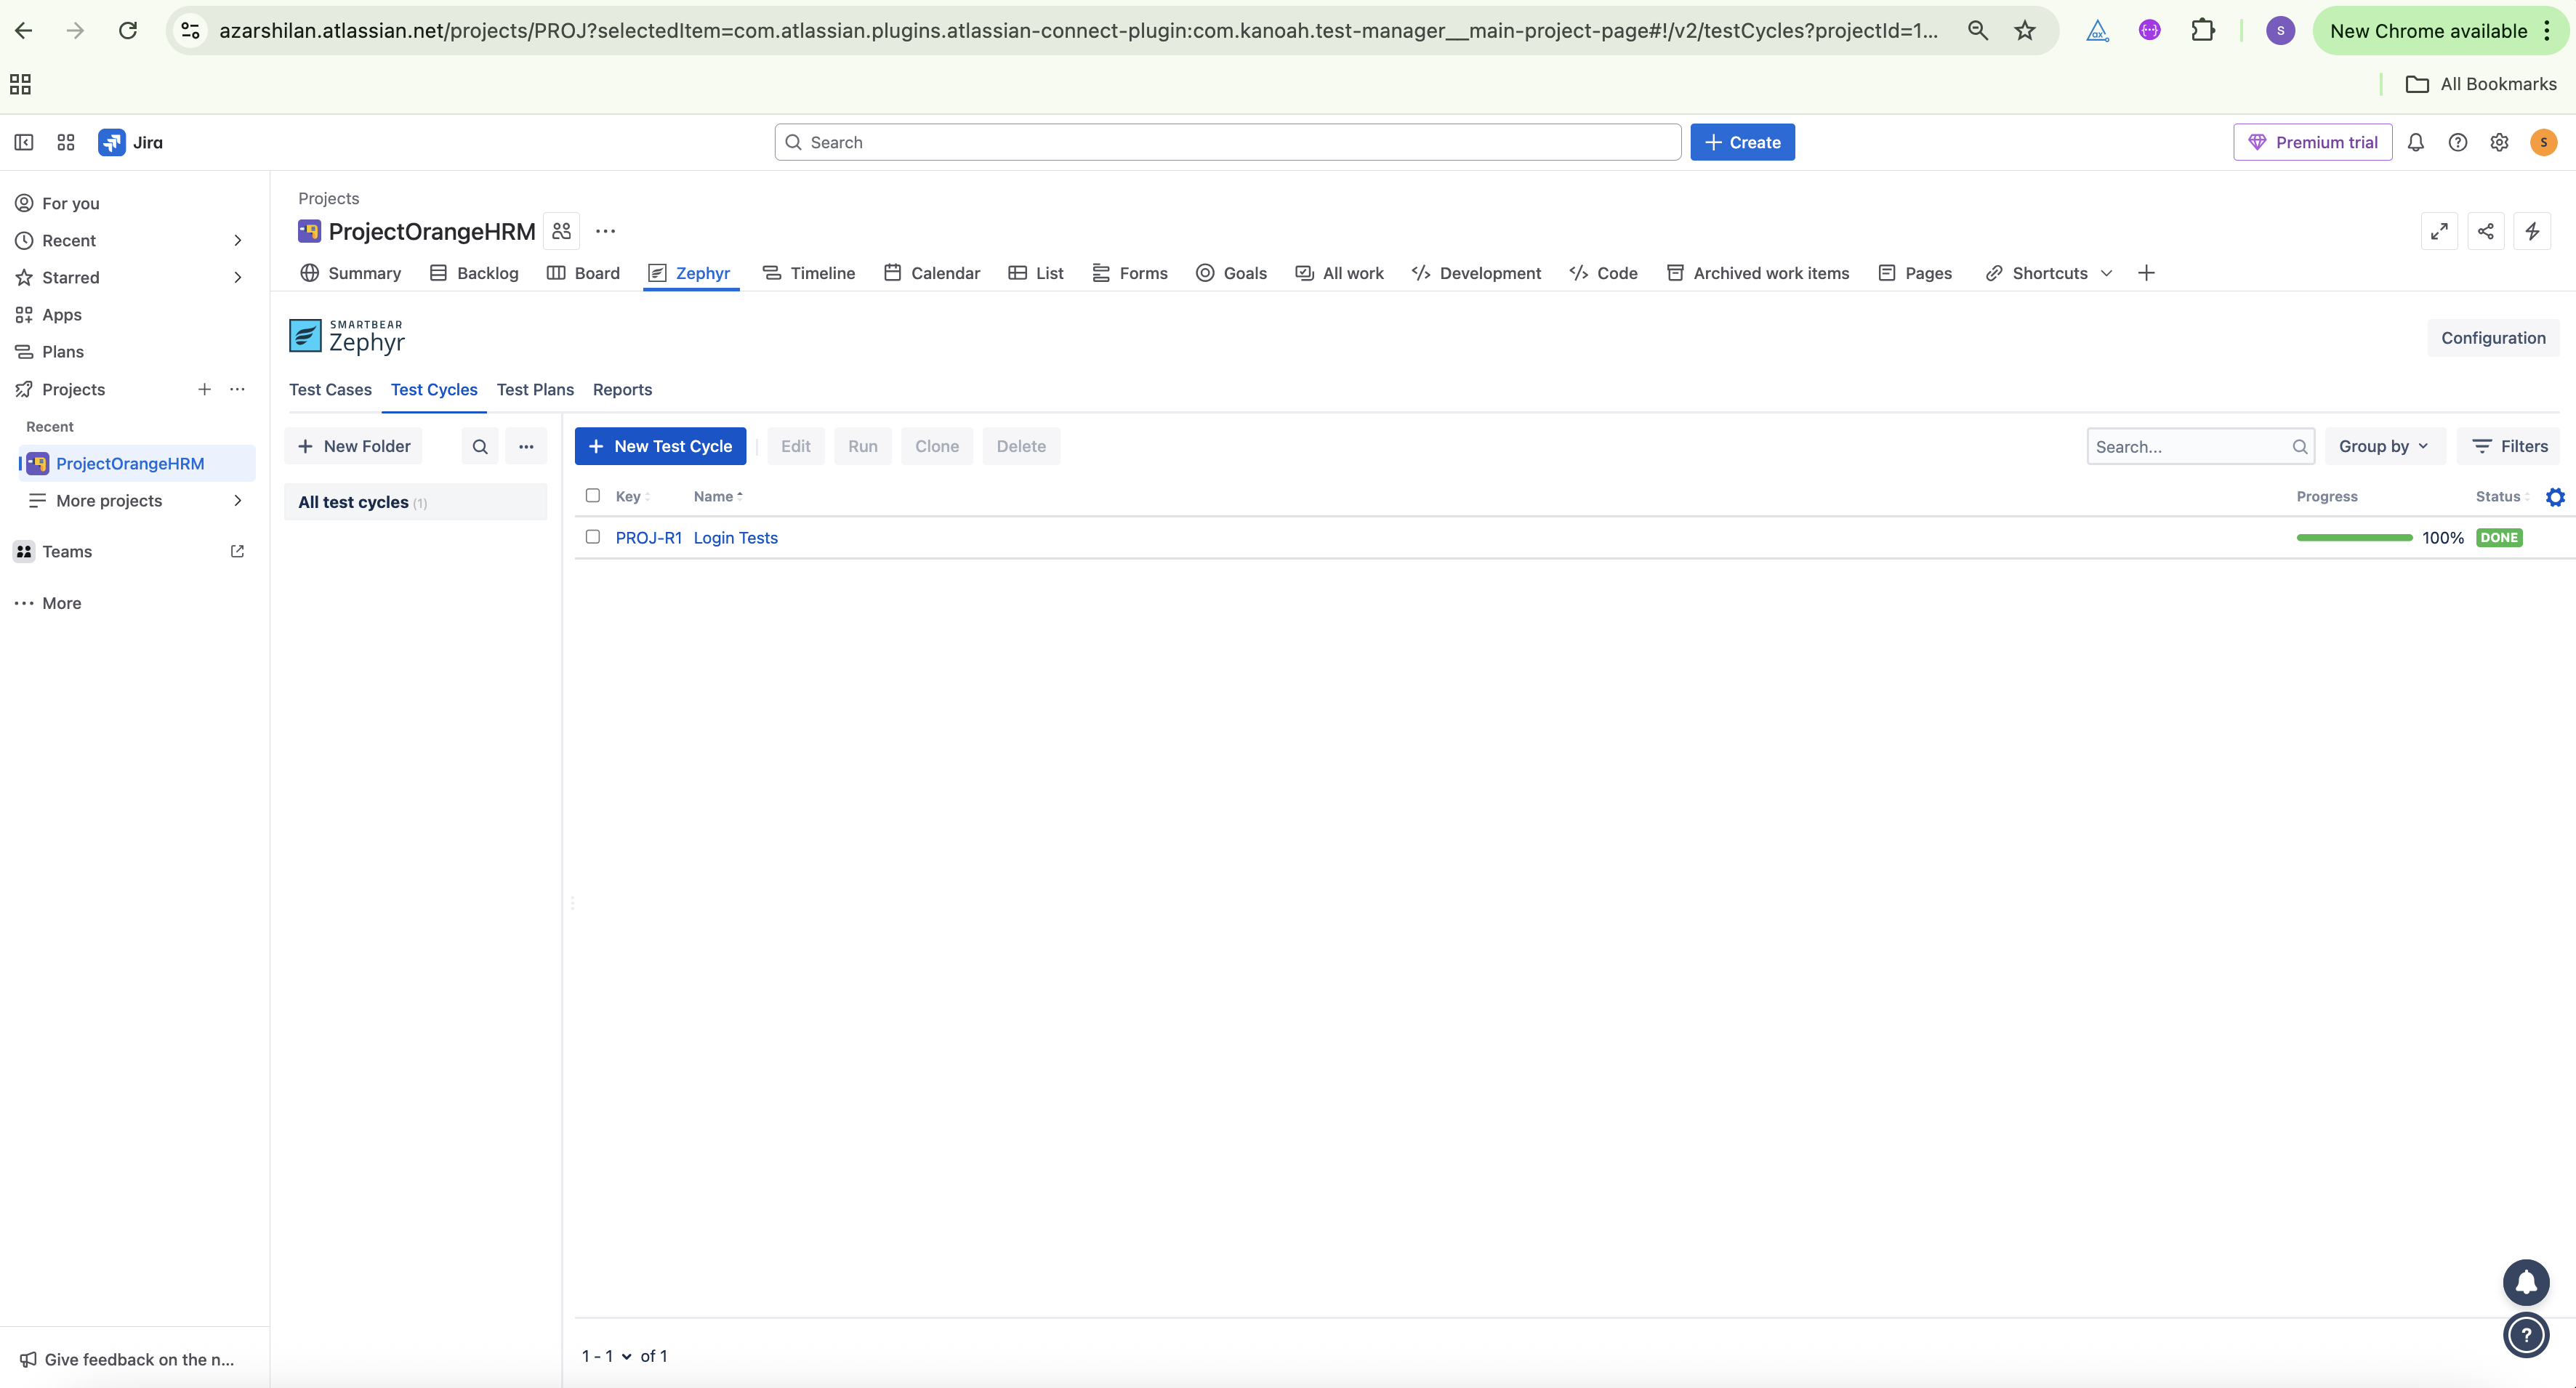 azarshilan.atlassian.net/projects/PROJ?selectedItem=com.atlassian.plugins.atlassian-connect-plugin:com.kanoah.test-manager__main-project-page#!/v2/testCycles?projectId=1...
S
New Chrome available
All Bookmarks
Jira
Search
Create
Premium trial
S
For you
Recent
Starred
Apps
Plans
Projects
Recent
ProjectOrangeHRM
More projects
Teams
More
Give feedback on the n...
Projects
ProjectOrangeHRM
Summary Backlog Board Zephyr Timeline Calendar List Forms Goals All work Development Code Archived work items Pages Shortcuts
SMARTBEAR
Zephyr
Configuration
Test Cases Test Cycles Test Plans Reports
New Folder
All test cycles (1)
New Test Cycle Edit Run Clone Delete
Search... Group by Filters
Key Name Progress Status
PROJ-R1 Login Tests 100% DONE
1 - 1 of 1